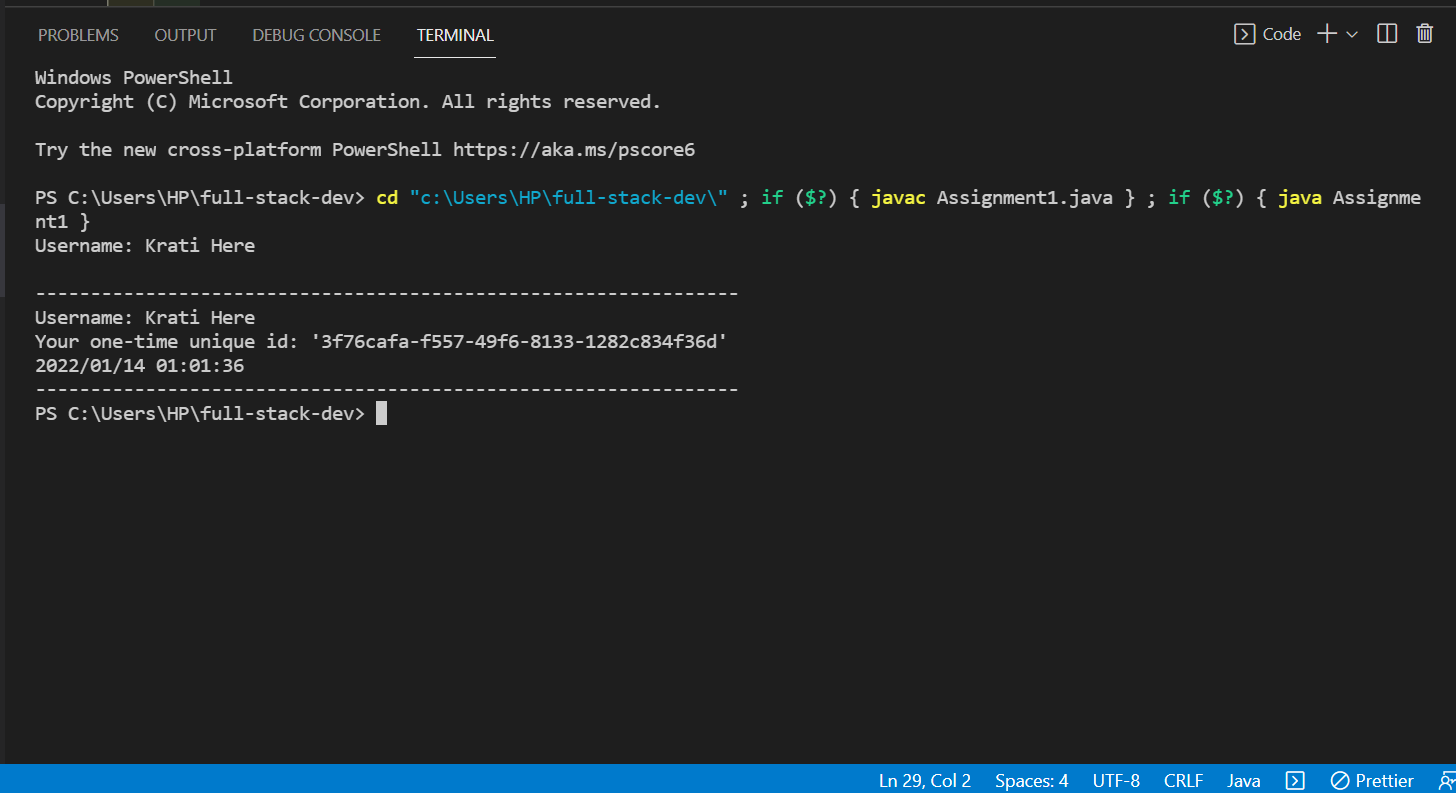 PROBLEMS OUTPUT DEBUG CONSOLE TERMINAL Code
Windows PowerShell
Copyright (C) Microsoft Corporation. All rights reserved.
Try the new cross-platform PowerShell https://aka.ms/pscore6
PS C:\Users\HP\full-stack-dev> cd "c:\Users\HP\full-stack-dev\" ; if ($?) { javac Assignment1.java } ; if ($?) { java Assignme
nt1 }
Username: Krati Here
----------------------------------------------------------------
Username: Krati Here
Your one-time unique id: '3f76cafa-f557-49f6-8133-1282c834f36d'
2022/01/14 01:01:36
----------------------------------------------------------------
PS C:\Users\HP\full-stack-dev>
Ln 29, Col 2 Spaces: 4 UTF-8 CRLF Java Prettier